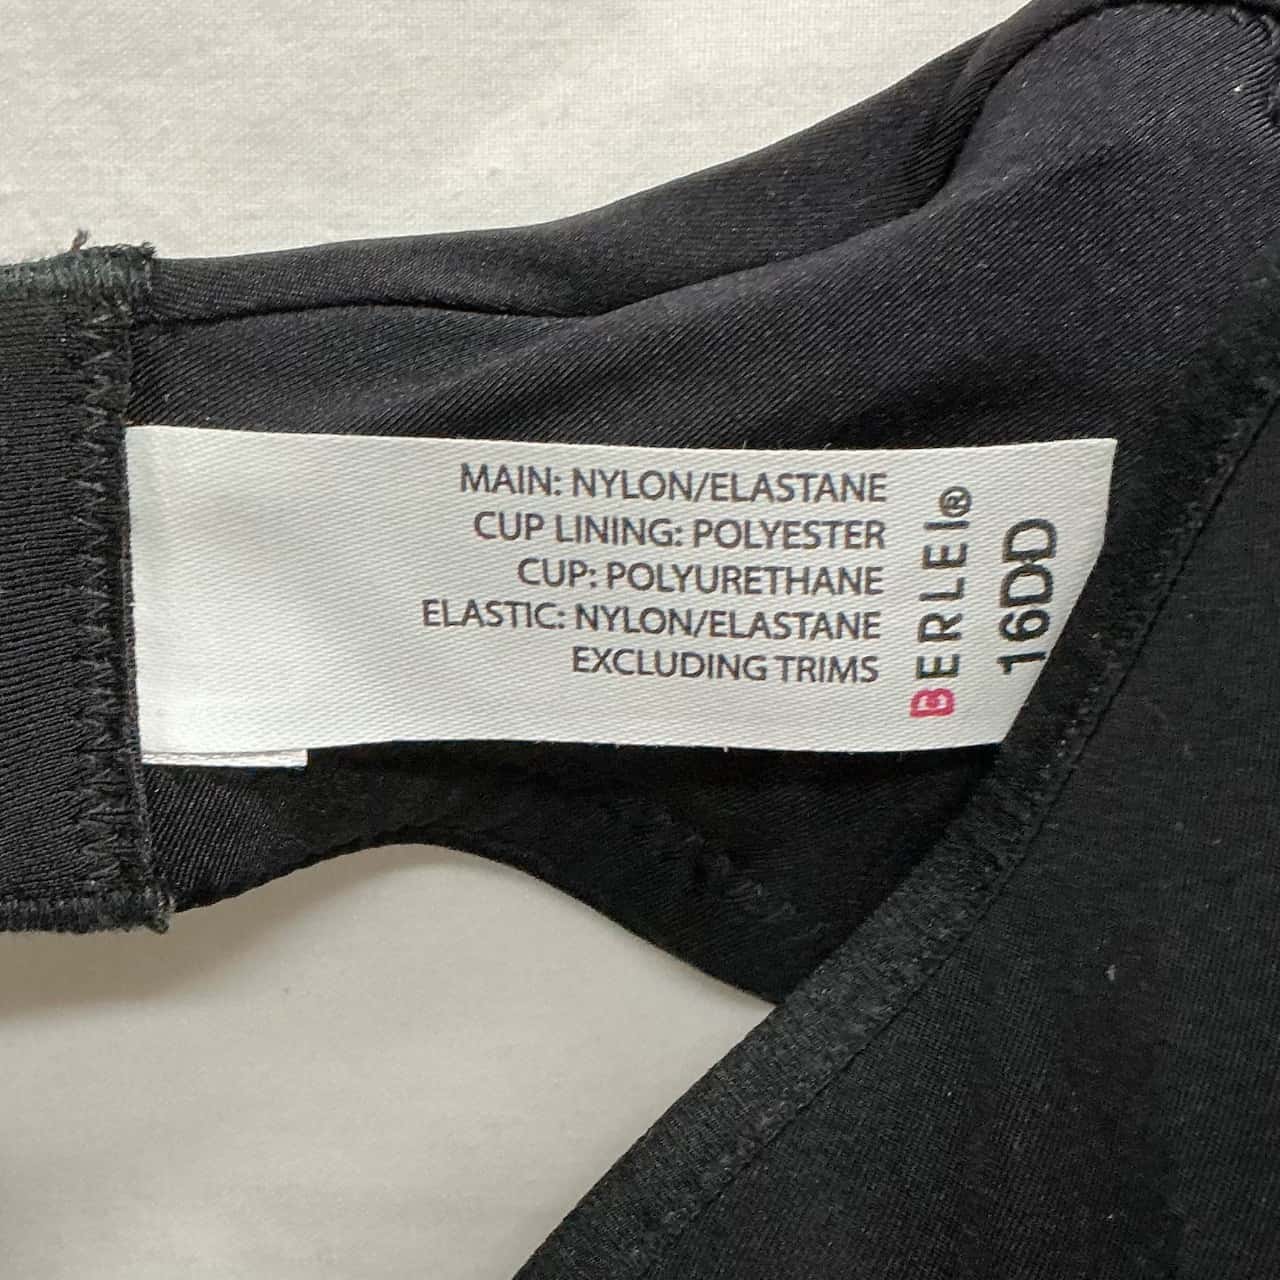 MAIN: NYLON/ELASTANE
CUP LINING: POLYESTER
CUP: POLYURETHANE
ELASTIC: NYLON/ELASTANE
EXCLUDING TRIMS
BERLEI®
16DD